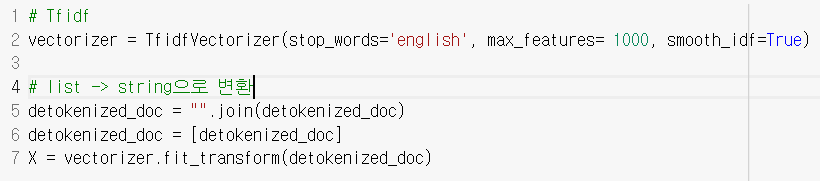 1 # Tfidf
2 vectorizer = TfidfVectorizer(stop_words='english', max_features= 1000, smooth_idf=True)
3
4 # list -> string으로 변환
5 detokenized_doc = "".join(detokenized_doc)
6 detokenized_doc = [detokenized_doc]
7 X = vectorizer.fit_transform(detokenized_doc)